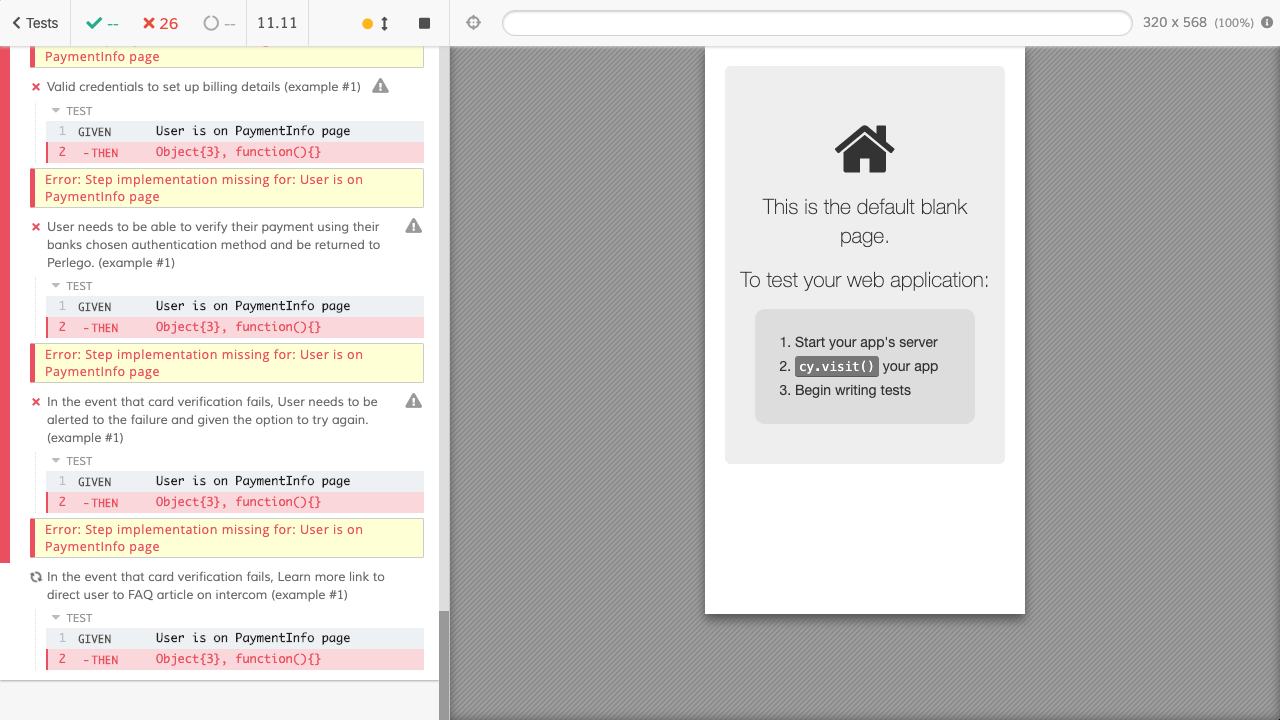 Tests
--
26
--
11.11
320 x 568 (100%)
PaymentInfo page
Valid credentials to set up billing details (example #1)
TEST
1 GIVEN User is on PaymentInfo page
2 -THEN Object{3}, function(){}
Error: Step implementation missing for: User is on
PaymentInfo page
User needs to be able to verify their payment using their
banks chosen authentication method and be returned to
Perlego. (example #1)
TEST
1 GIVEN User is on PaymentInfo page
2 -THEN Object{3}, function(){}
Error: Step implementation missing for: User is on
PaymentInfo page
In the event that card verification fails, User needs to be
alerted to the failure and given the option to try again.
(example #1)
TEST
1 GIVEN User is on PaymentInfo page
2 -THEN Object{3}, function(){}
Error: Step implementation missing for: User is on
PaymentInfo page
In the event that card verification fails, Learn more link to
direct user to FAQ article on intercom (example #1)
TEST
1 GIVEN User is on PaymentInfo page
2 -THEN Object{3}, function(){}
This is the default blank
page.
To test your web application:
1. Start your app's server
2. cy.visit() your app
3. Begin writing tests